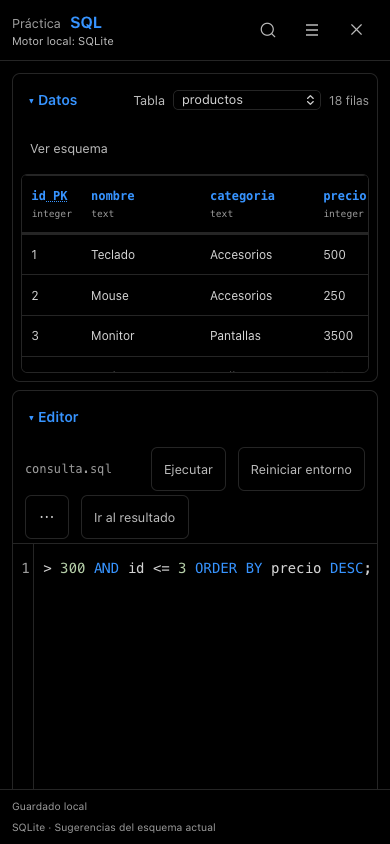 Práctica SQL
Motor local: SQLite
▾ Datos Tabla productos 18 filas
Ver esquema
id PK nombre categoria precio
integer text text integer
1 Teclado Accesorios 500
2 Mouse Accesorios 250
3 Monitor Pantallas 3500
▾ Editor
consulta.sql Ejecutar Reiniciar entorno
... Ir al resultado
1 > 300 AND id <= 3 ORDER BY precio DESC;
Guardado local
SQLite · Sugerencias del esquema actual